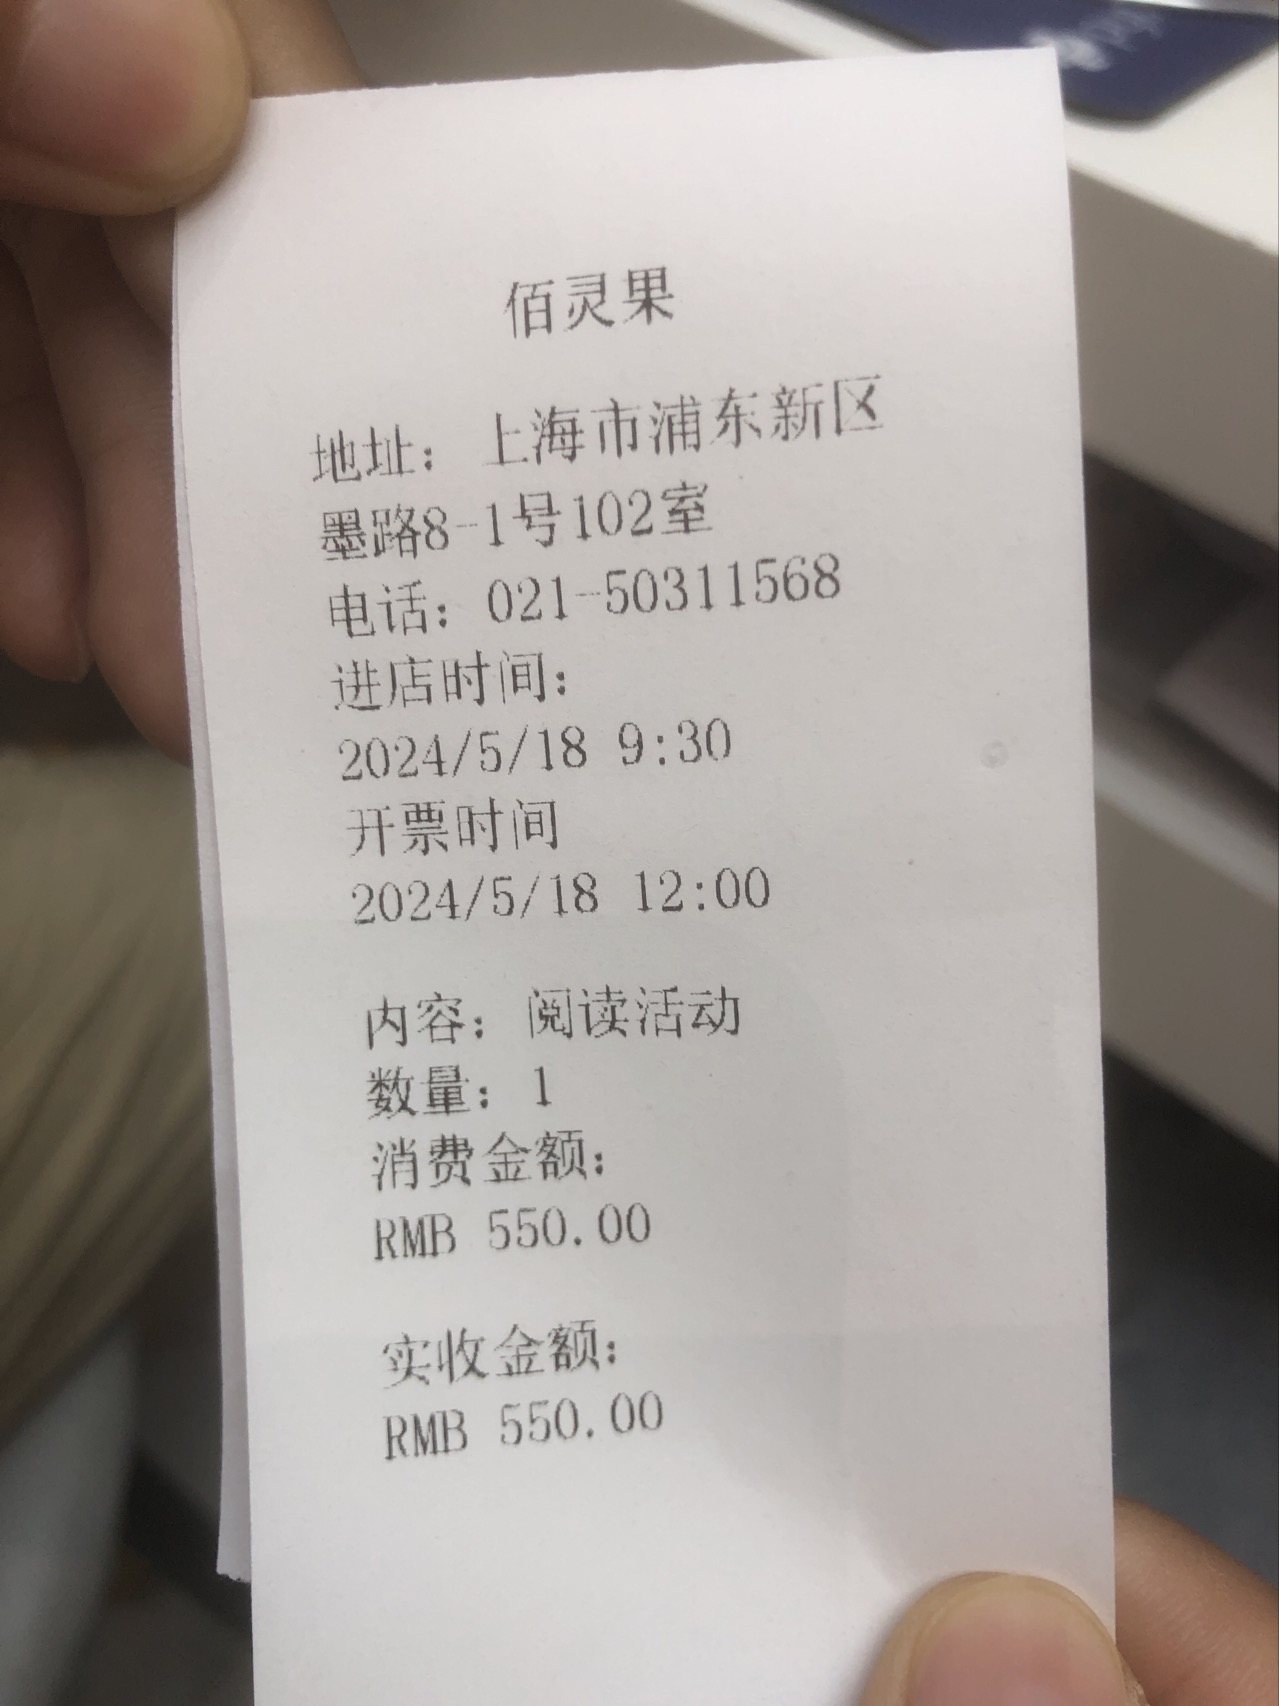 佰灵果
地址：上海市浦东新区
墨路8-1号102室
电话：021-50311568
进店时间：
2024/5/18 9:30
开票时间
2024/5/18 12:00
内容：阅读活动
数量：1
消费金额：
RMB 550.00
实收金额：
RMB 550.00